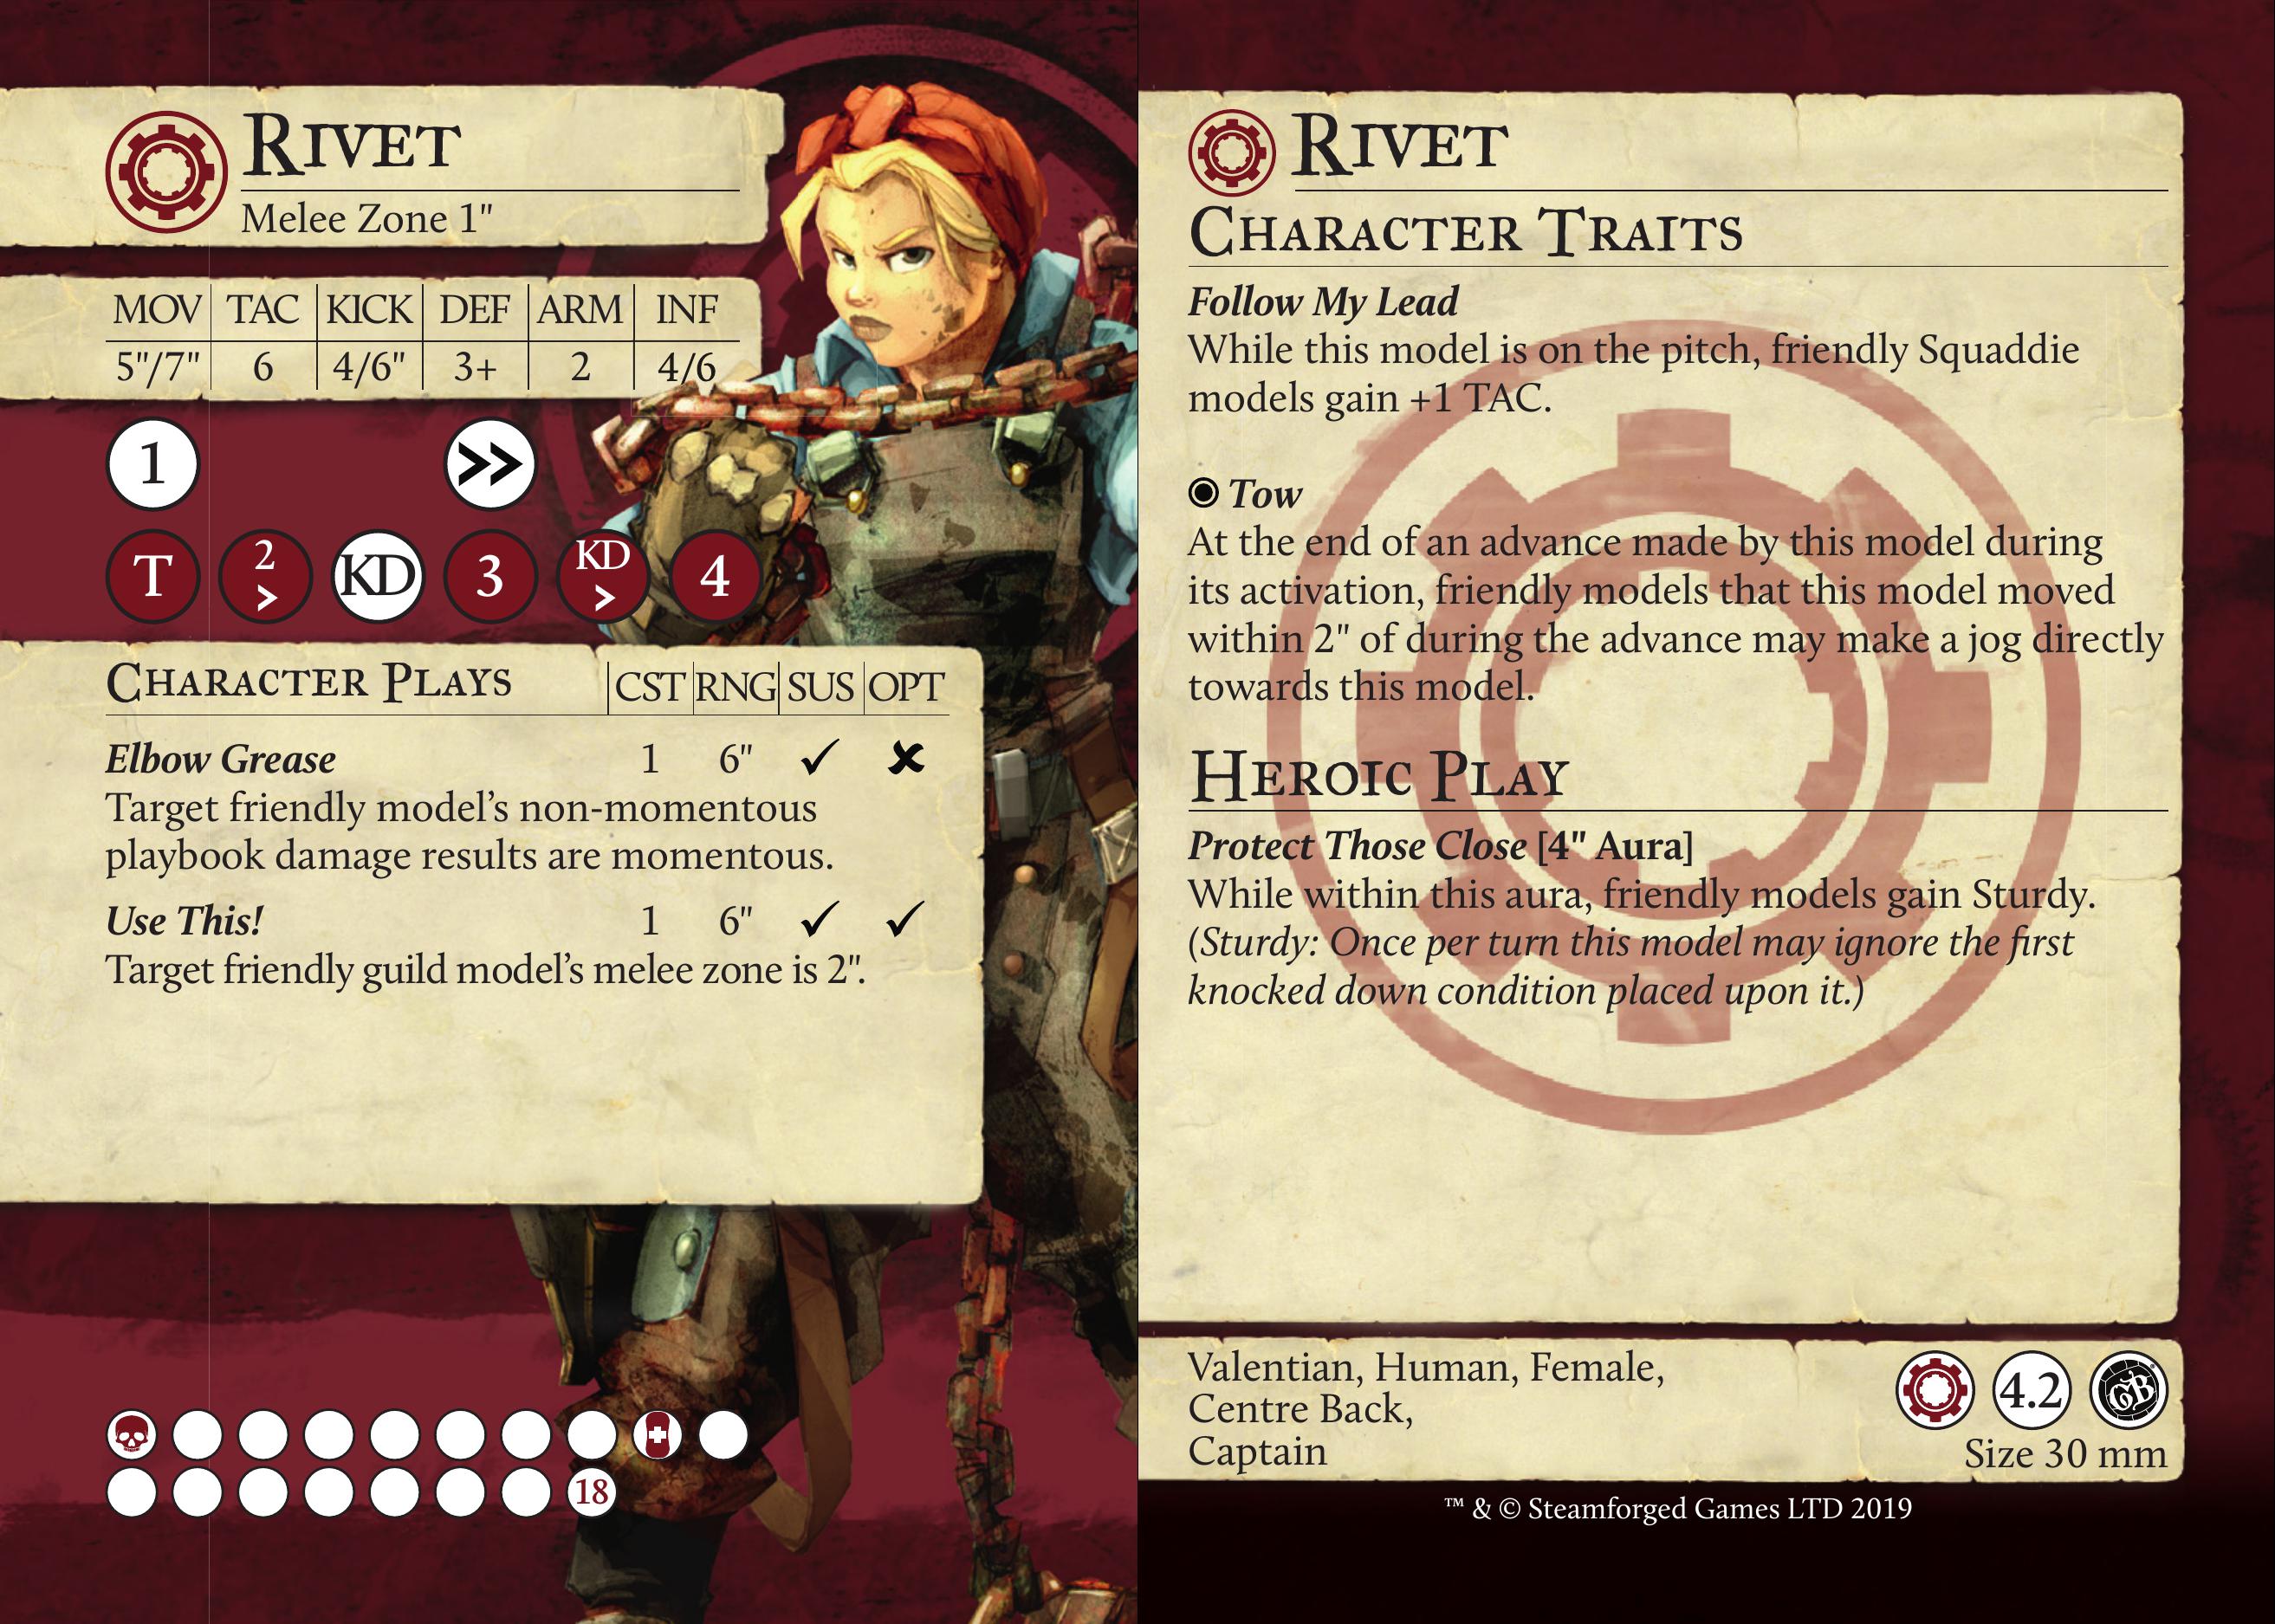 Rivet
Melee Zone 1"
MOV TAC KICK DEF ARM INF
5"/7" 6 4/6" 3+ 2 4/6
1 >>
T 2 > KD 3 KD > 4
Character Plays CST RNG SUS OPT
Elbow Grease 1 6" ✓ ✘
Target friendly model's non-momentous
playbook damage results are momentous.
Use This! 1 6" ✓ ✓
Target friendly guild model's melee zone is 2".
18
Rivet
Character Traits
Follow My Lead
While this model is on the pitch, friendly Squaddie
models gain +1 TAC.
Tow
At the end of an advance made by this model during
its activation, friendly models that this model moved
within 2" of during the advance may make a jog directly
towards this model.
Heroic Play
Protect Those Close [4" Aura]
While within this aura, friendly models gain Sturdy.
(Sturdy: Once per turn this model may ignore the first
knocked down condition placed upon it.)
Valentian, Human, Female,
Centre Back,
Captain
4.2 GB
Size 30 mm
™ & © Steamforged Games LTD 2019